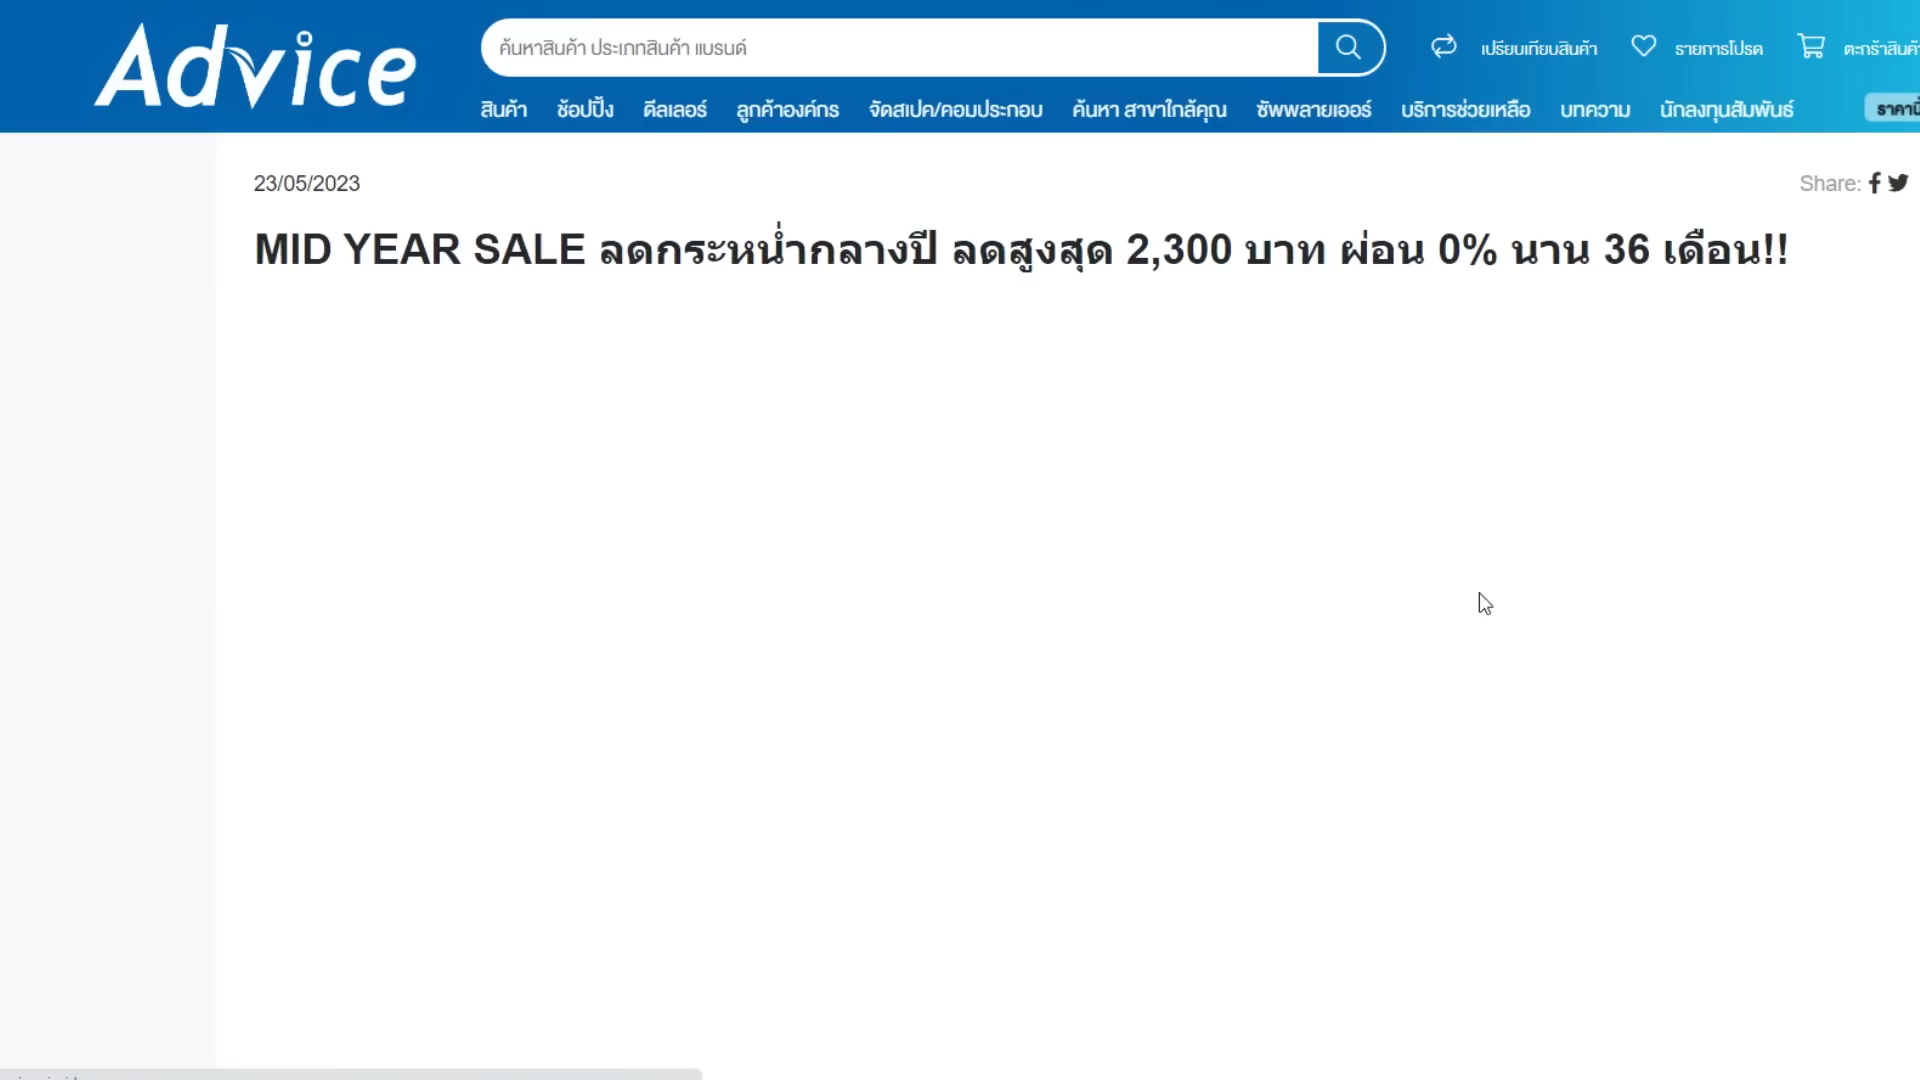 Advice
ค้นหาสินค้า ประเภทสินค้า แบรนด์
เปรียบเทียบสินค้า
รายการโปรด
ตะกร้าสินค้า
สินค้า ช้อปปิ้ง ดีลเลอร์ ลูกค้าองค์กร จัดสเปค/คอมประกอบ ค้นหา สาขาใกล้คุณ ซัพพลายเออร์ บริการช่วยเหลือ บทความ นักลงทุนสัมพันธ์
23/05/2023
Share:
MID YEAR SALE ลดกระหน่ำกลางปี ลดสูงสุด 2,300 บาท ผ่อน 0% นาน 36 เดือน!!